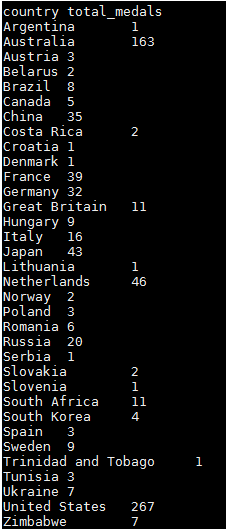 country total_medals
Argentina 1
Australia 163
Austria 3
Belarus 2
Brazil 8
Canada 5
China 35
Costa Rica 2
Croatia 1
Denmark 1
France 39
Germany 32
Great Britain 11
Hungary 9
Italy 16
Japan 43
Lithuania 1
Netherlands 46
Norway 2
Poland 3
Romania 6
Russia 20
Serbia 1
Slovakia 2
Slovenia 1
South Africa 11
South Korea 4
Spain 3
Sweden 9
Trinidad and Tobago 1
Tunisia 3
Ukraine 7
United States 267
Zimbabwe 7